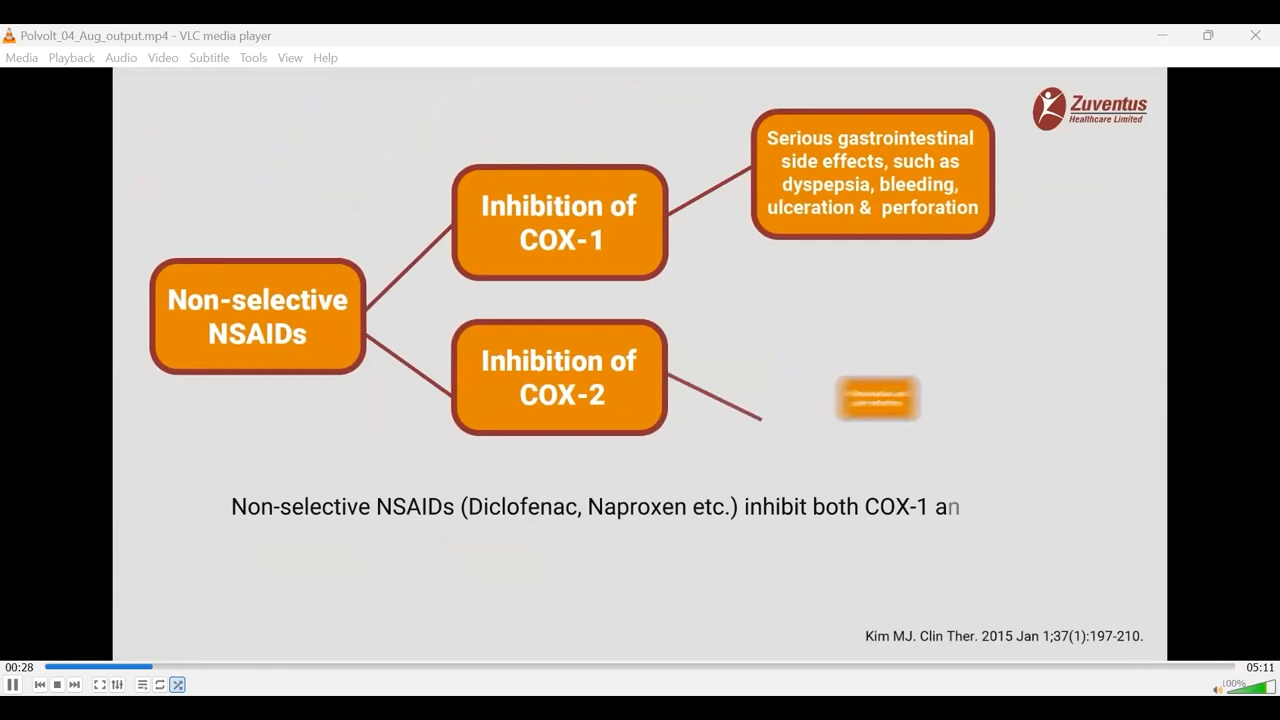 Polvolt_04_Aug_output.mp4 - VLC media player
Media Playback Audio Video Subtitle Tools View Help
Zuventus
Healthcare Limited
Serious gastrointestinal
side effects, such as
dyspepsia, bleeding,
ulceration & perforation
Inhibition of
COX-1
Non-selective
NSAIDs
Inhibition of
COX-2
Non-selective NSAIDs (Diclofenac, Naproxen etc.) inhibit both COX-1 an
Kim MJ. Clin Ther. 2015 Jan 1;37(1):197-210.
00:28
05:11
100%